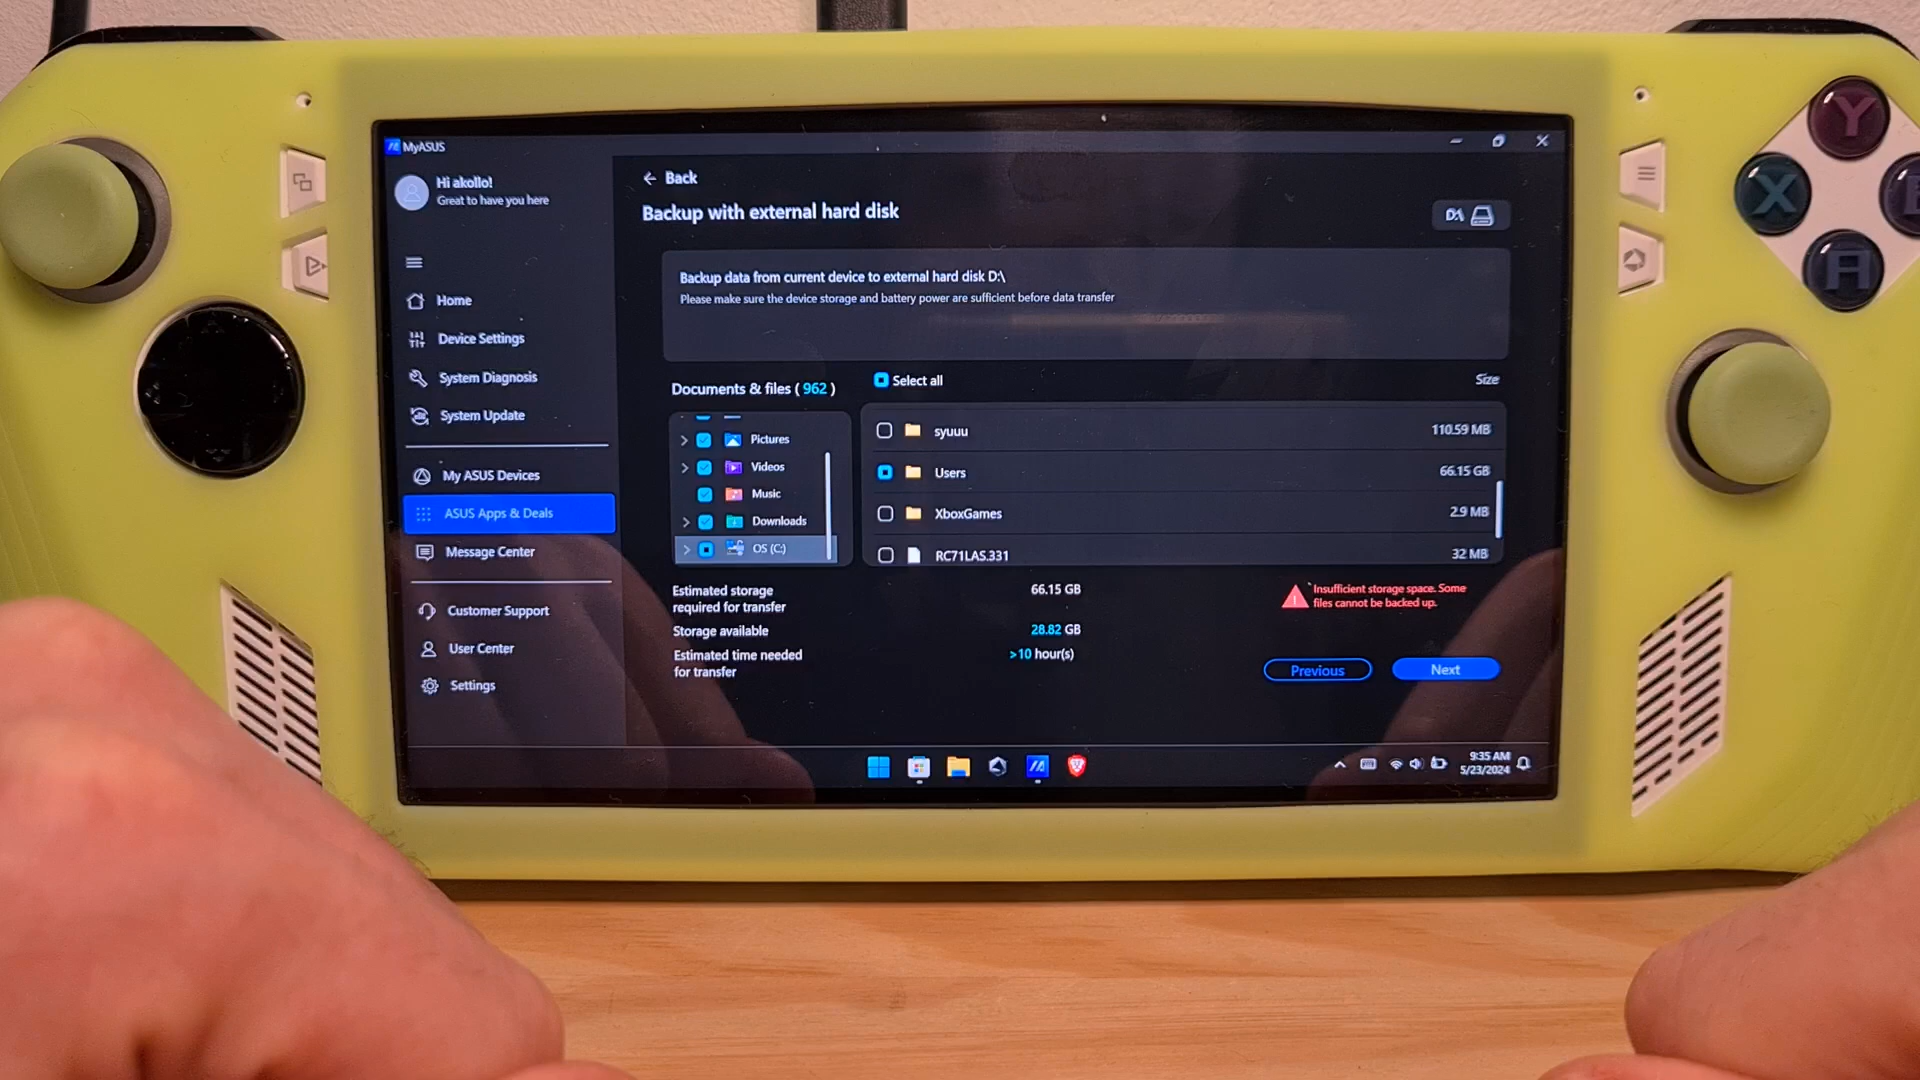 MyASUS
Hi akollo!
Great to have you here
Home
Device Settings
System Diagnosis
System Update
My ASUS Devices
ASUS Apps & Deals
Message Center
Customer Support
User Center
Settings
Back
Backup with external hard disk
D:\
Backup data from current device to external hard disk D:\
Please make sure the device storage and battery power are sufficient before data transfer
Documents & files ( 962 )
Select all
Size
Pictures
Videos
Music
Downloads
OS (C:)
syuuu 110.59 MB
Users 66.15 GB
XboxGames 2.9 MB
RC71LAS.331 32 MB
Estimated storage
required for transfer
66.15 GB
Storage available
28.82 GB
Estimated time needed
for transfer
>10 hour(s)
Insufficient storage space. Some
files cannot be backed up.
Previous
Next
9:35 AM
5/23/2024
Y
X
A